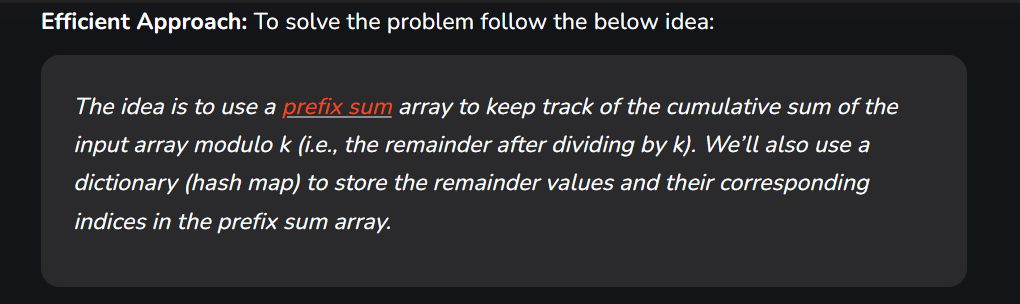 Efficient Approach: To solve the problem follow the below idea:
The idea is to use a prefix sum array to keep track of the cumulative sum of the
input array modulo k (i.e., the remainder after dividing by k). We’ll also use a
dictionary (hash map) to store the remainder values and their corresponding
indices in the prefix sum array.